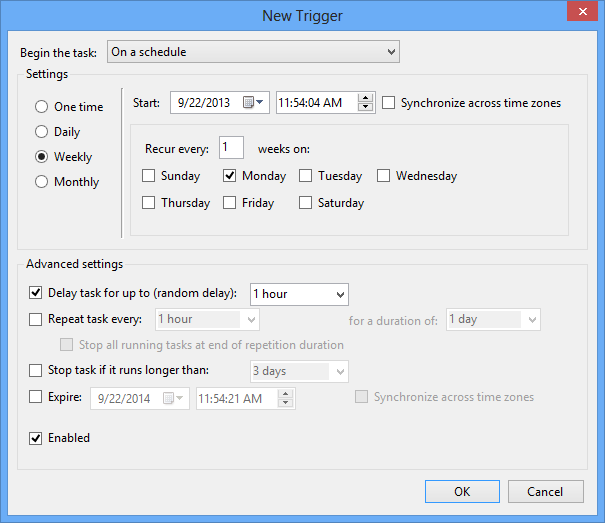 New Trigger
Begin the task: On a schedule
Settings
One time
Daily
Weekly
Monthly
Start: 9/22/2013 11:54:04 AM Synchronize across time zones
Recur every: 1 weeks on:
Sunday Monday Tuesday Wednesday
Thursday Friday Saturday
Advanced settings
Delay task for up to (random delay): 1 hour
Repeat task every: 1 hour for a duration of: 1 day
Stop all running tasks at end of repetition duration
Stop task if it runs longer than: 3 days
Expire: 9/22/2014 11:54:21 AM Synchronize across time zones
Enabled
OK Cancel